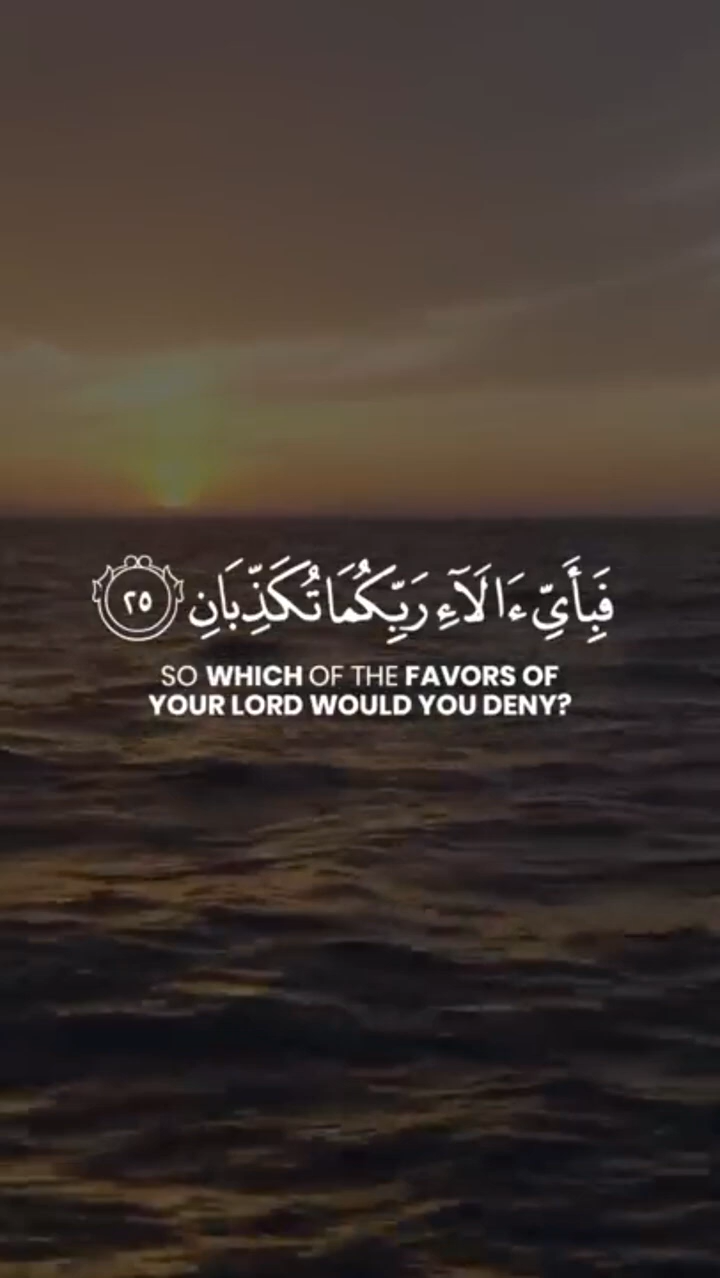 فَبِأَيِّ ءَالَآءِ رَبِّكُمَا تُكَذِّبَانِ ٢٥
SO WHICH OF THE FAVORS OF
YOUR LORD WOULD YOU DENY?